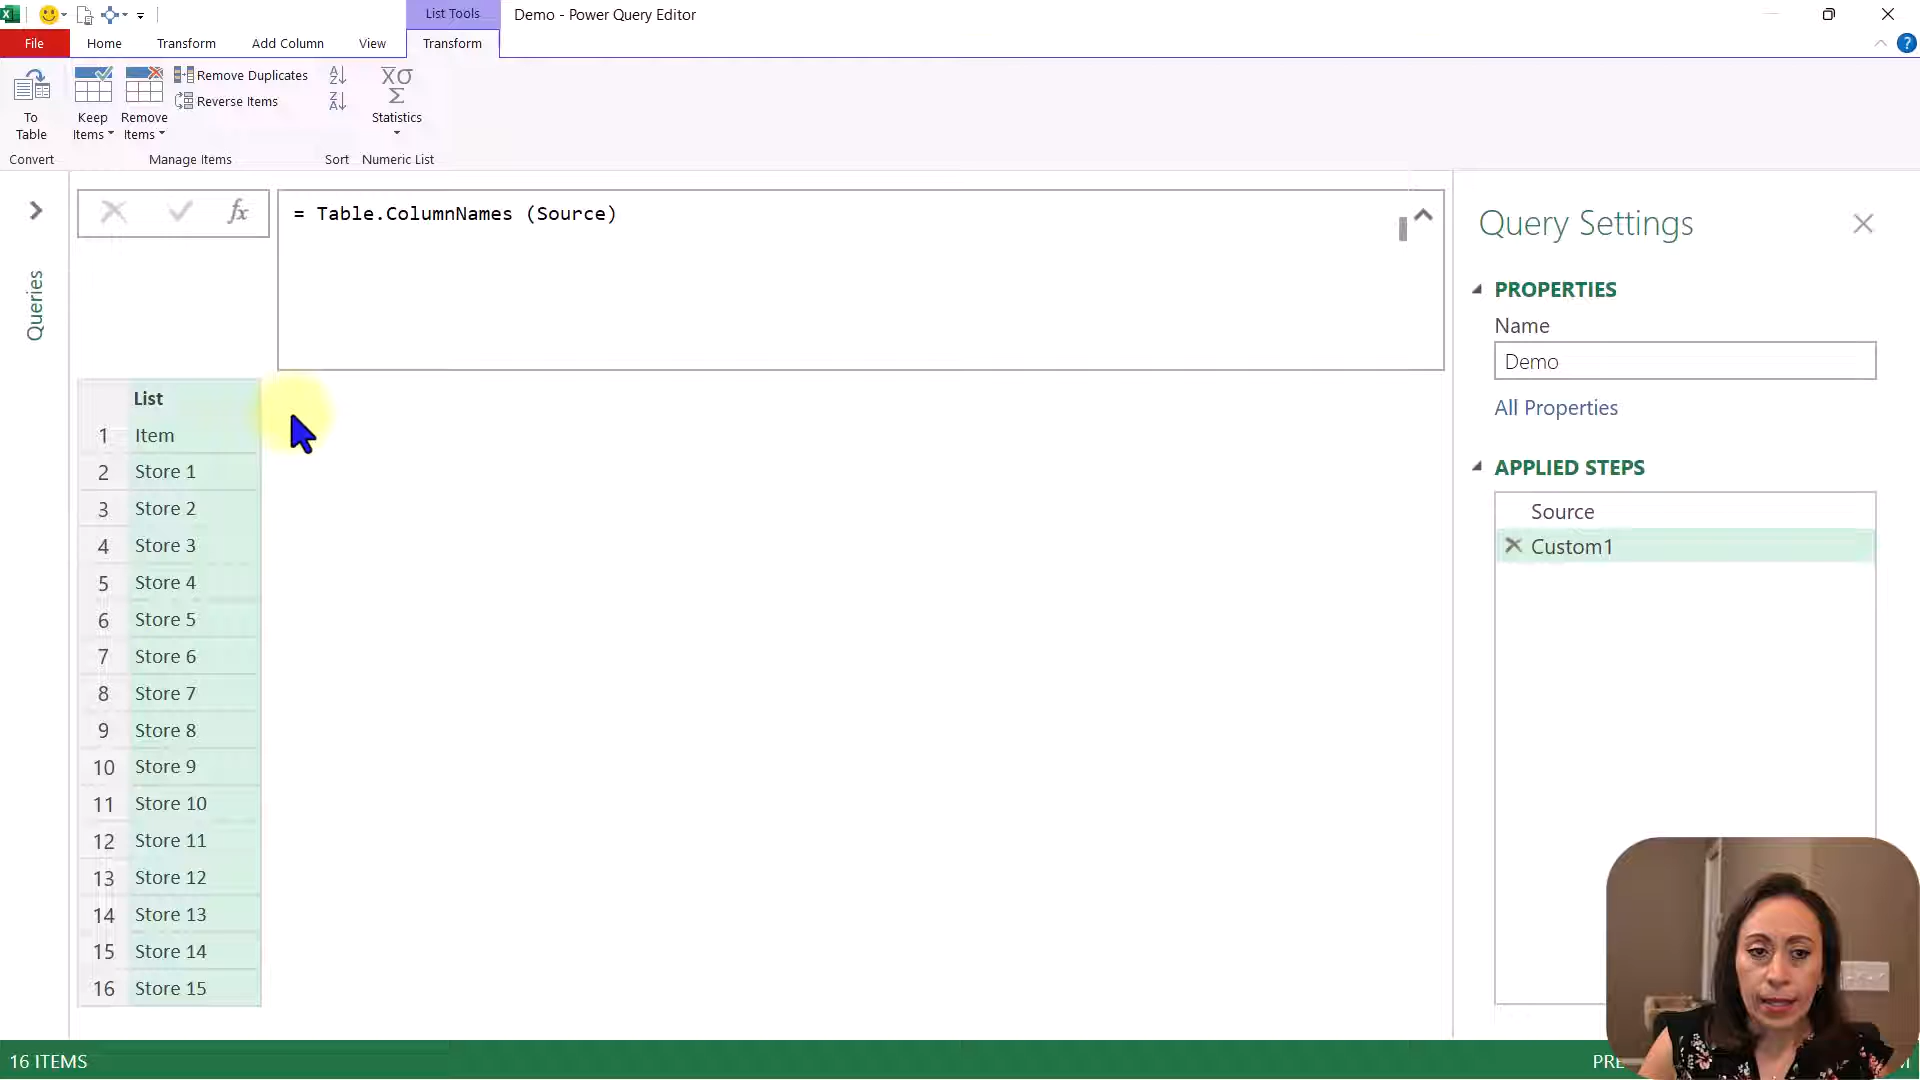 List Tools
Demo - Power Query Editor
File
Home
Transform
Add Column
View
Transform
To Table
Keep Items
Remove Items
Remove Duplicates
Reverse Items
Statistics
Convert
Manage Items
Sort
Numeric List
Queries
fx
= Table.ColumnNames (Source)
List
1 Item
2 Store 1
3 Store 2
4 Store 3
5 Store 4
6 Store 5
7 Store 6
8 Store 7
9 Store 8
10 Store 9
11 Store 10
12 Store 11
13 Store 12
14 Store 13
15 Store 14
16 Store 15
Query Settings
PROPERTIES
Name
Demo
All Properties
APPLIED STEPS
Source
Custom1
16 ITEMS